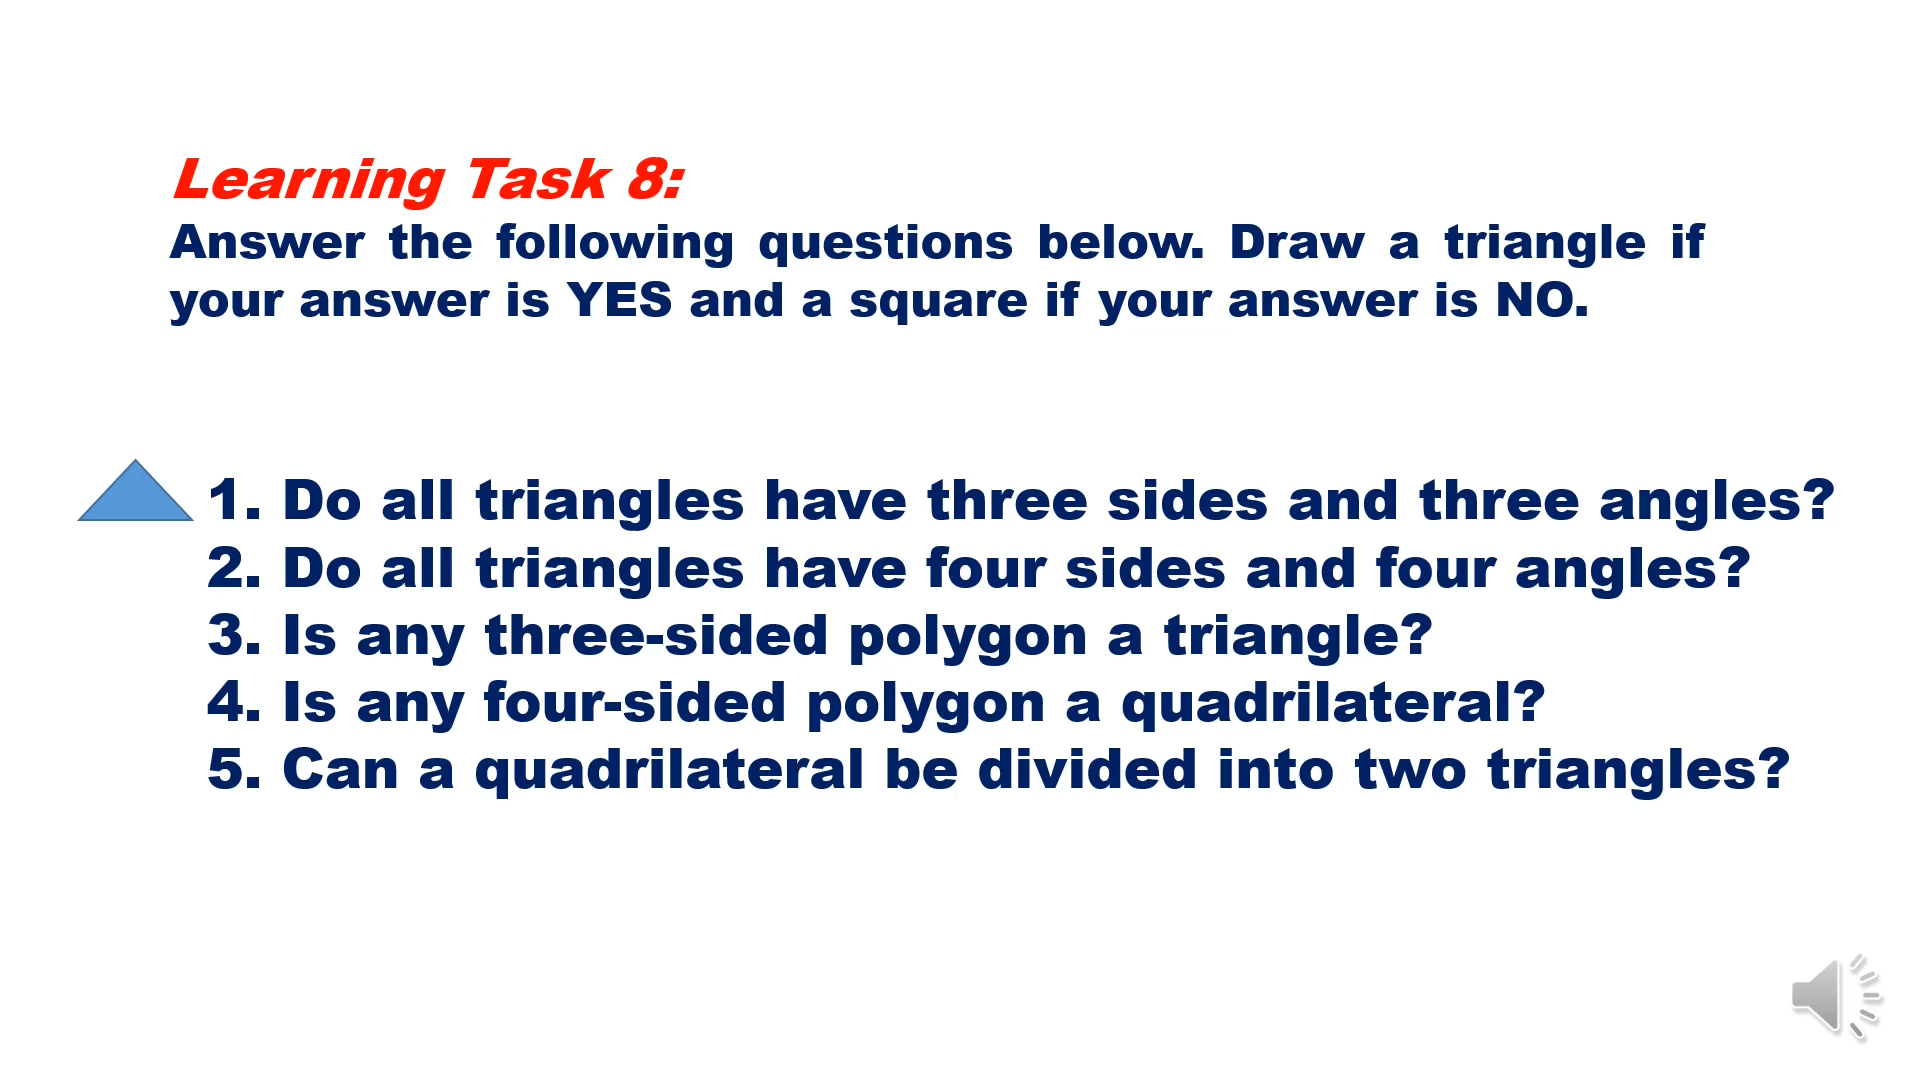 Learning Task 8:
Answer the following questions below. Draw a triangle if
your answer is YES and a square if your answer is NO.
1. Do all triangles have three sides and three angles?
2. Do all triangles have four sides and four angles?
3. Is any three-sided polygon a triangle?
4. Is any four-sided polygon a quadrilateral?
5. Can a quadrilateral be divided into two triangles?